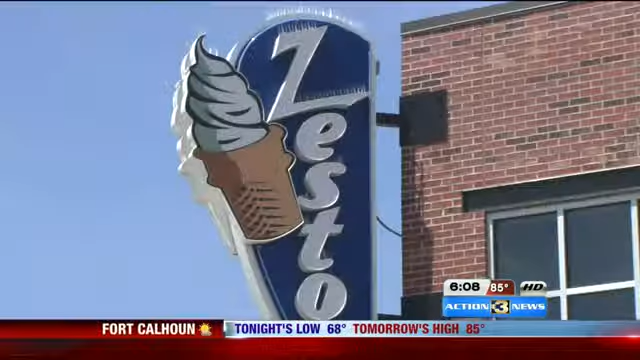 Zesto
6:08 85° HD
ACTION 3 NEWS
FORT CALHOUN TONIGHT'S LOW 68° TOMORROW'S HIGH 85°